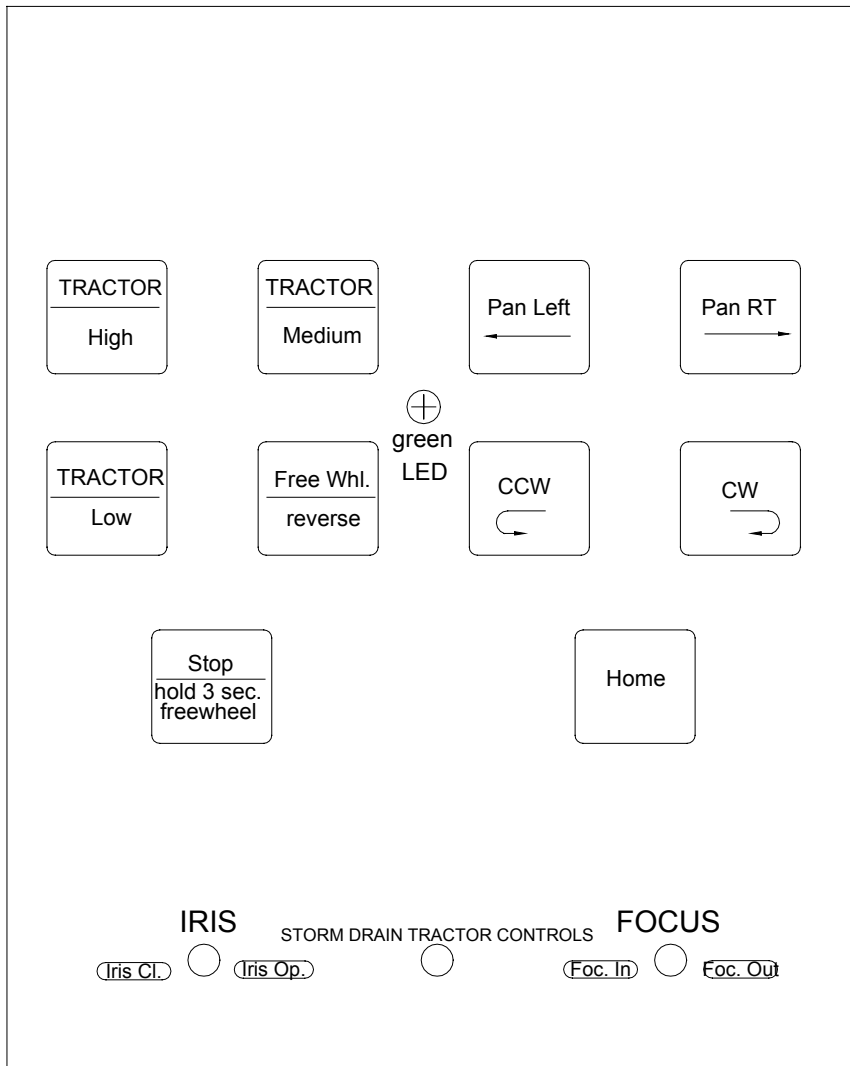 TRACTOR
High
TRACTOR
Medium
Pan Left
Pan RT
green
LED
TRACTOR
Low
Free Whl.
reverse
CCW
CW
Stop
hold 3 sec.
freewheel
Home
IRIS
STORM DRAIN TRACTOR CONTROLS
FOCUS
Iris Cl.
Iris Op.
Foc. In
Foc. Out